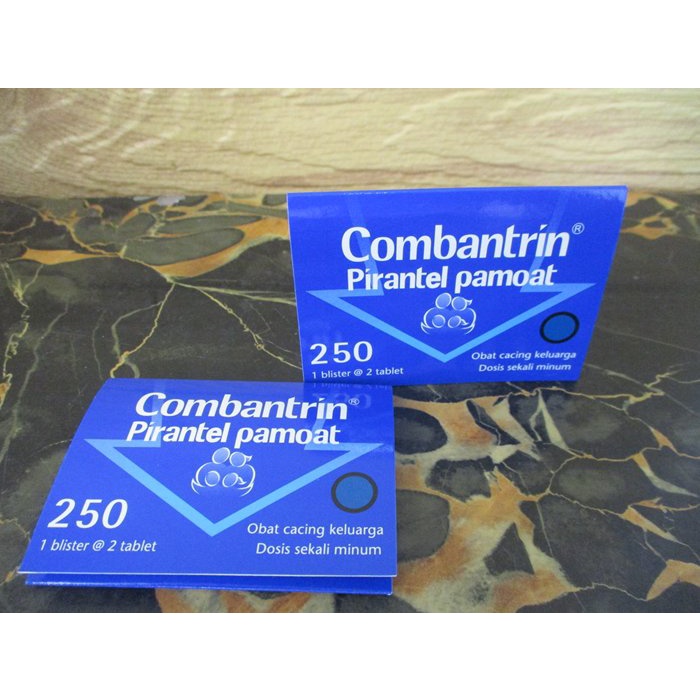 Combantrin®
Pirantel pamoat
250
1 blister @ 2 tablet
Obat cacing keluarga
Dosis sekali minum
Combantrin®
Pirantel pamoat
250
1 blister @ 2 tablet
Obat cacing keluarga
Dosis sekali minum